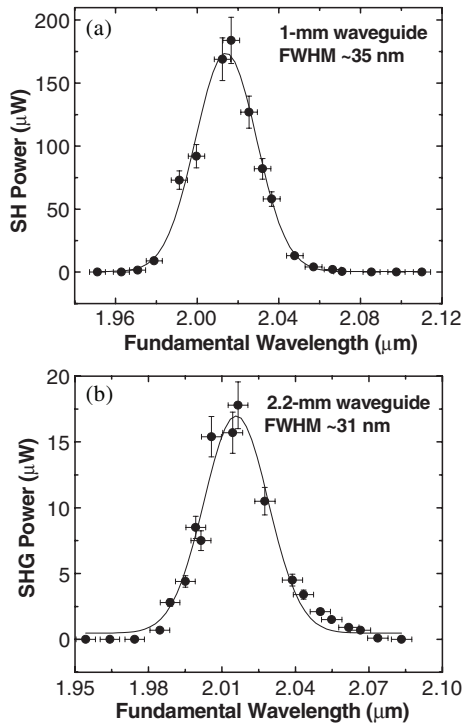 (a)
1-mm waveguide
FWHM ~35 nm
SH Power (μW)
200
150
100
50
0
1.96 2.00 2.04 2.08 2.12
Fundamental Wavelength (μm)
(b)
2.2-mm waveguide
FWHM ~31 nm
SHG Power (μW)
20
15
10
5
0
1.95 1.98 2.01 2.04 2.07 2.10
Fundamental Wavelength (μm)